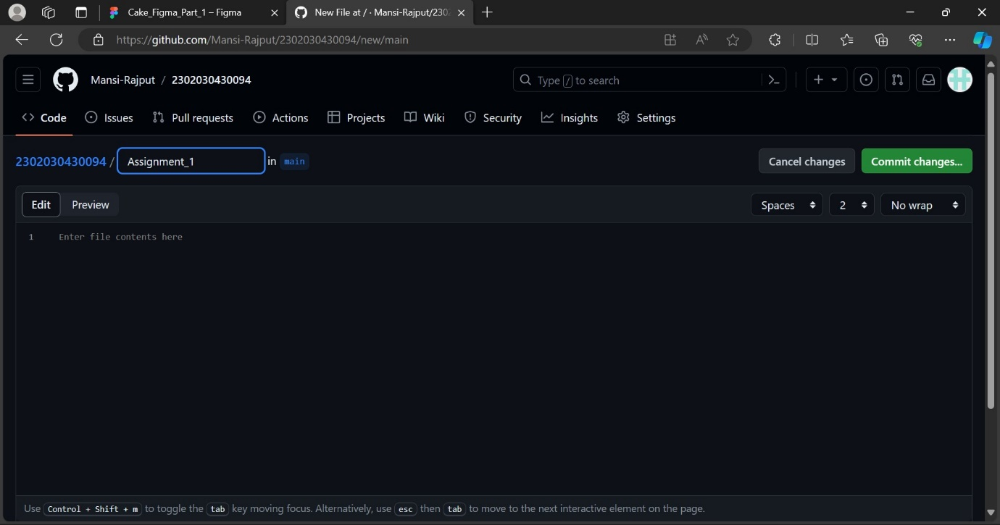 Cake_Figma_Part_1 – Figma
New File at / · Mansi-Rajput/230
https://github.com/Mansi-Rajput/2302030430094/new/main
Mansi-Rajput / 2302030430094
Type / to search
Code Issues Pull requests Actions Projects Wiki Security Insights Settings
2302030430094 / Assignment_1 in main
Cancel changes Commit changes...
Edit Preview
Spaces 2 No wrap
1 Enter file contents here
Use Control + Shift + m to toggle the tab key moving focus. Alternatively, use esc then tab to move to the next interactive element on the page.